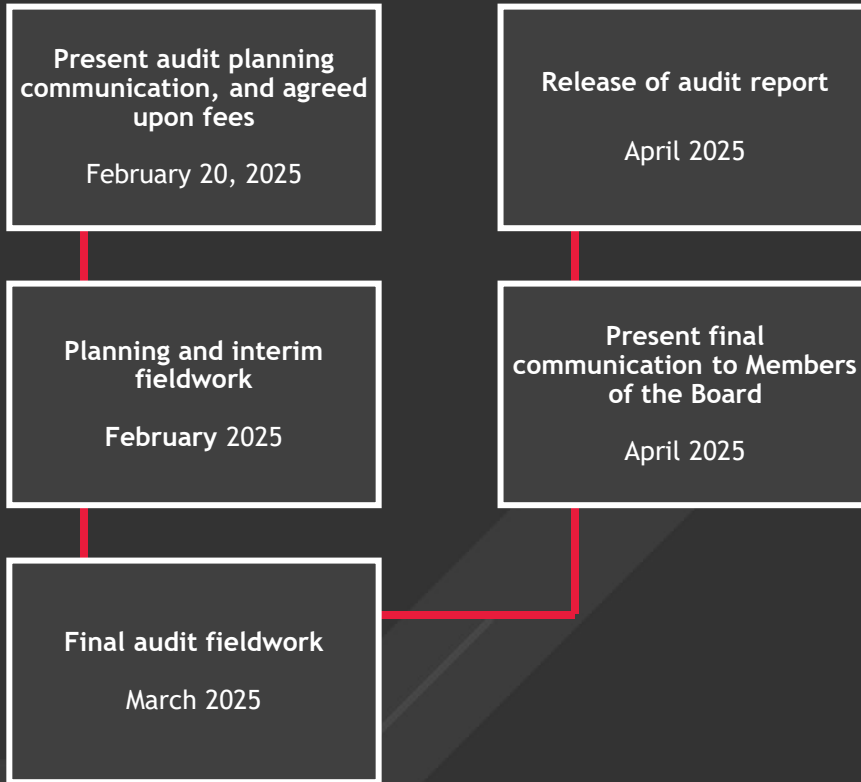 Present audit planning
communication, and agreed
upon fees
February 20, 2025
Planning and interim
fieldwork
February 2025
Final audit fieldwork
March 2025
Present final
communication to Members
of the Board
April 2025
Release of audit report
April 2025